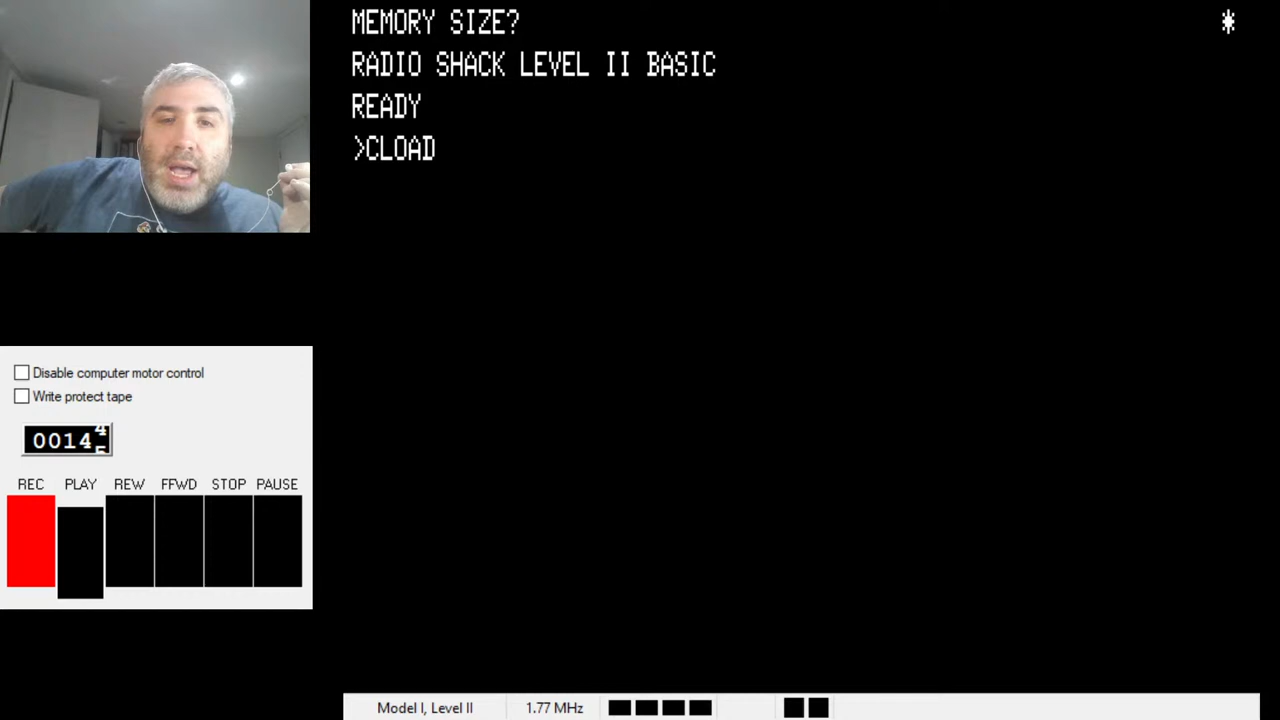 MEMORY SIZE?
*
RADIO SHACK LEVEL II BASIC
READY
>CLOAD
Disable computer motor control
Write protect tape
0014
REC PLAY REW FFWD STOP PAUSE
Model I, Level II 1.77 MHz